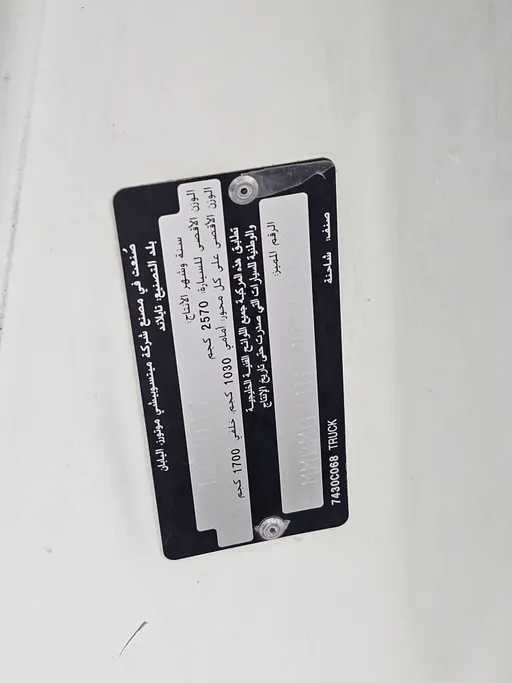 صنعت في مصنع شركة ميتسوبيشي موتورز اليابان
بلد التصنيع: تايلاند
سنة وشهر الأنتاج:
الوزن الأقصى للسيارة: 2570 كجم
الوزن الأقصى على كل محور: أمامي 1030 كجم، خلفي 1700 كجم
تطابق هذه المركبة جميع اللوائح الفنية الخليجية
والوطنية للسيارات التي صدرت حتى تاريخ الإنتاج
الرقم المميز:
صنف: شاحنة
7430C068 TRUCK